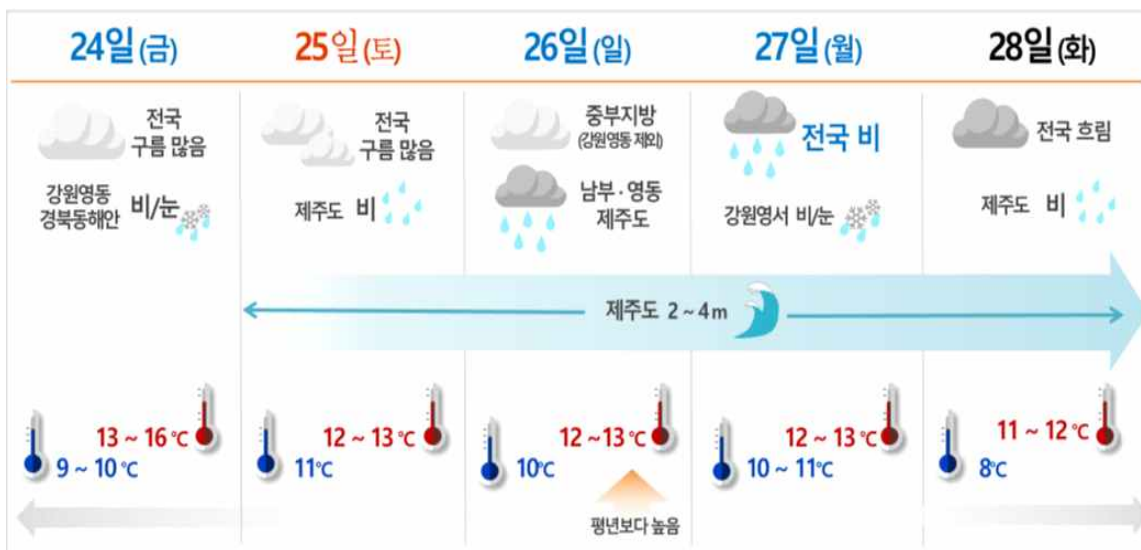 24일(금)
25일(토)
26일(일)
27일(월)
28일(화)
전국
구름 많음
강원영동
경북동해안
비/눈
전국
구름 많음
제주도 비
중부지방
(강원영동 제외)
남부·영동
제주도
전국 비
강원영서 비/눈
전국 흐림
제주도 비
제주도 2~4m
13 ~ 16 ℃
9 ~ 10 ℃
12 ~ 13 ℃
11℃
12 ~13 ℃
10℃
12 ~ 13 ℃
10 ~ 11℃
11 ~ 12 ℃
8℃
평년보다 높음